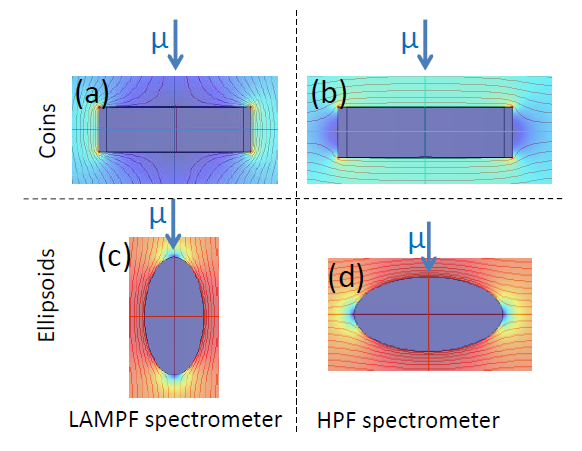 μ μ
(a) (b)
Coins
μ μ
(c) (d)
Ellipsoids
LAMPF spectrometer HPF spectrometer